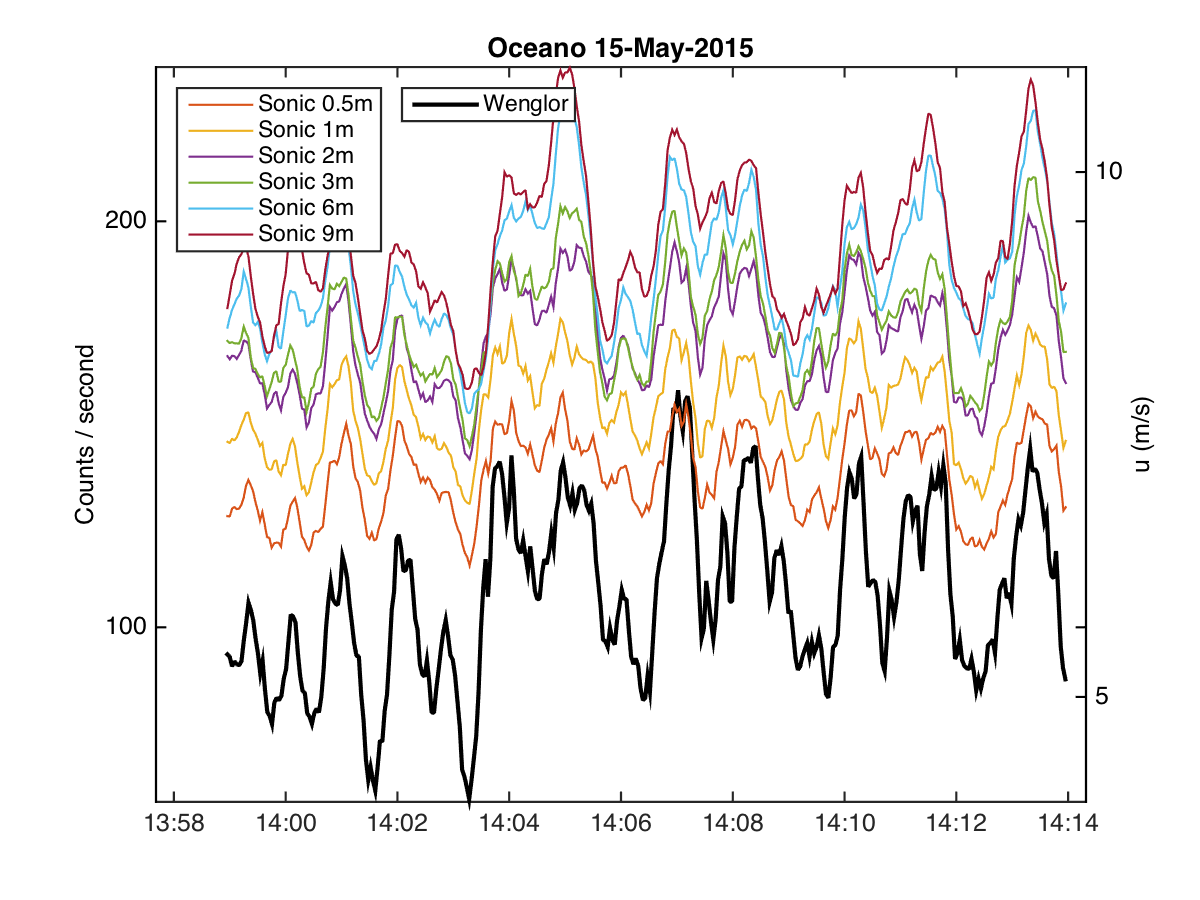 Oceano 15-May-2015
Sonic 0.5m
Sonic 1m
Sonic 2m
Sonic 3m
Sonic 6m
Sonic 9m
Wenglor
200
100
Counts / second
10
5
u (m/s)
13:58 14:00 14:02 14:04 14:06 14:08 14:10 14:12 14:14